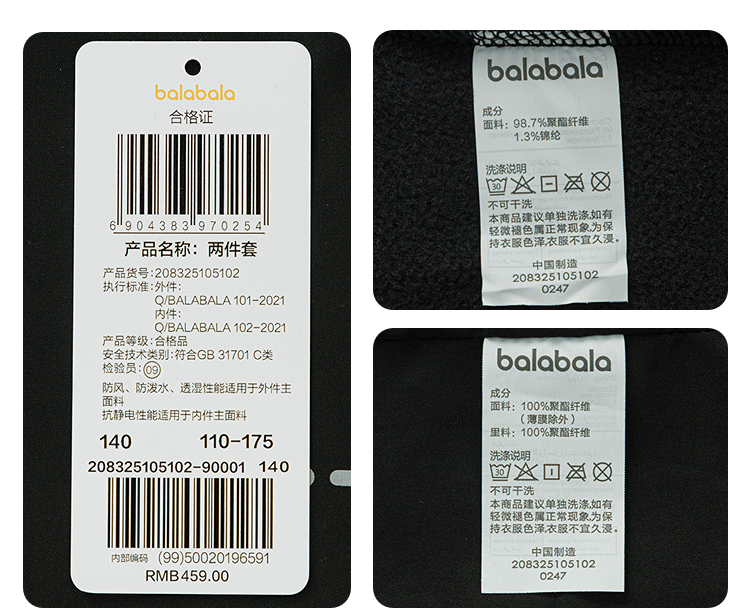 balabala
合格证
6 904383 970254
产品名称：两件套
产品货号:208325105102
执行标准:外件:
Q/BALABALA 101-2021
内件:
Q/BALABALA 102-2021
产品等级:合格品
安全技术类别:符合GB 31701 C类
检验员:09
防风、防泼水、透湿性能适用于外件主
面料
抗静电性能适用于内件主面料
140 110-175
208325105102-90001 140
内部编码 (99)50020196591
RMB459.00
balabala
成分
面料：98.7%聚酯纤维
1.3%锦纶
洗涤说明
30
不可干洗
本商品建议单独洗涤,如有
轻微褪色属正常现象,为保
持衣服色泽,衣服不宜久浸。
中国制造
208325105102
0247
balabala
成分
面料：100%聚酯纤维
（薄膜除外）
里料：100%聚酯纤维
洗涤说明
30
不可干洗
本商品建议单独洗涤,如有
轻微褪色属正常现象,为保
持衣服色泽,衣服不宜久浸。
中国制造
208325105102
0247